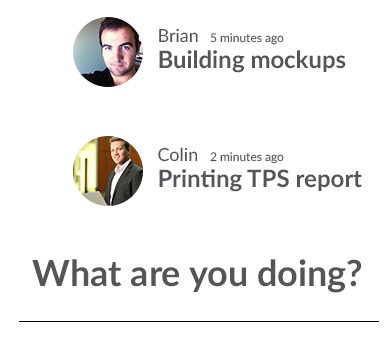 Brian 5 minutes ago
Building mockups
Colin 2 minutes ago
Printing TPS report
What are you doing?